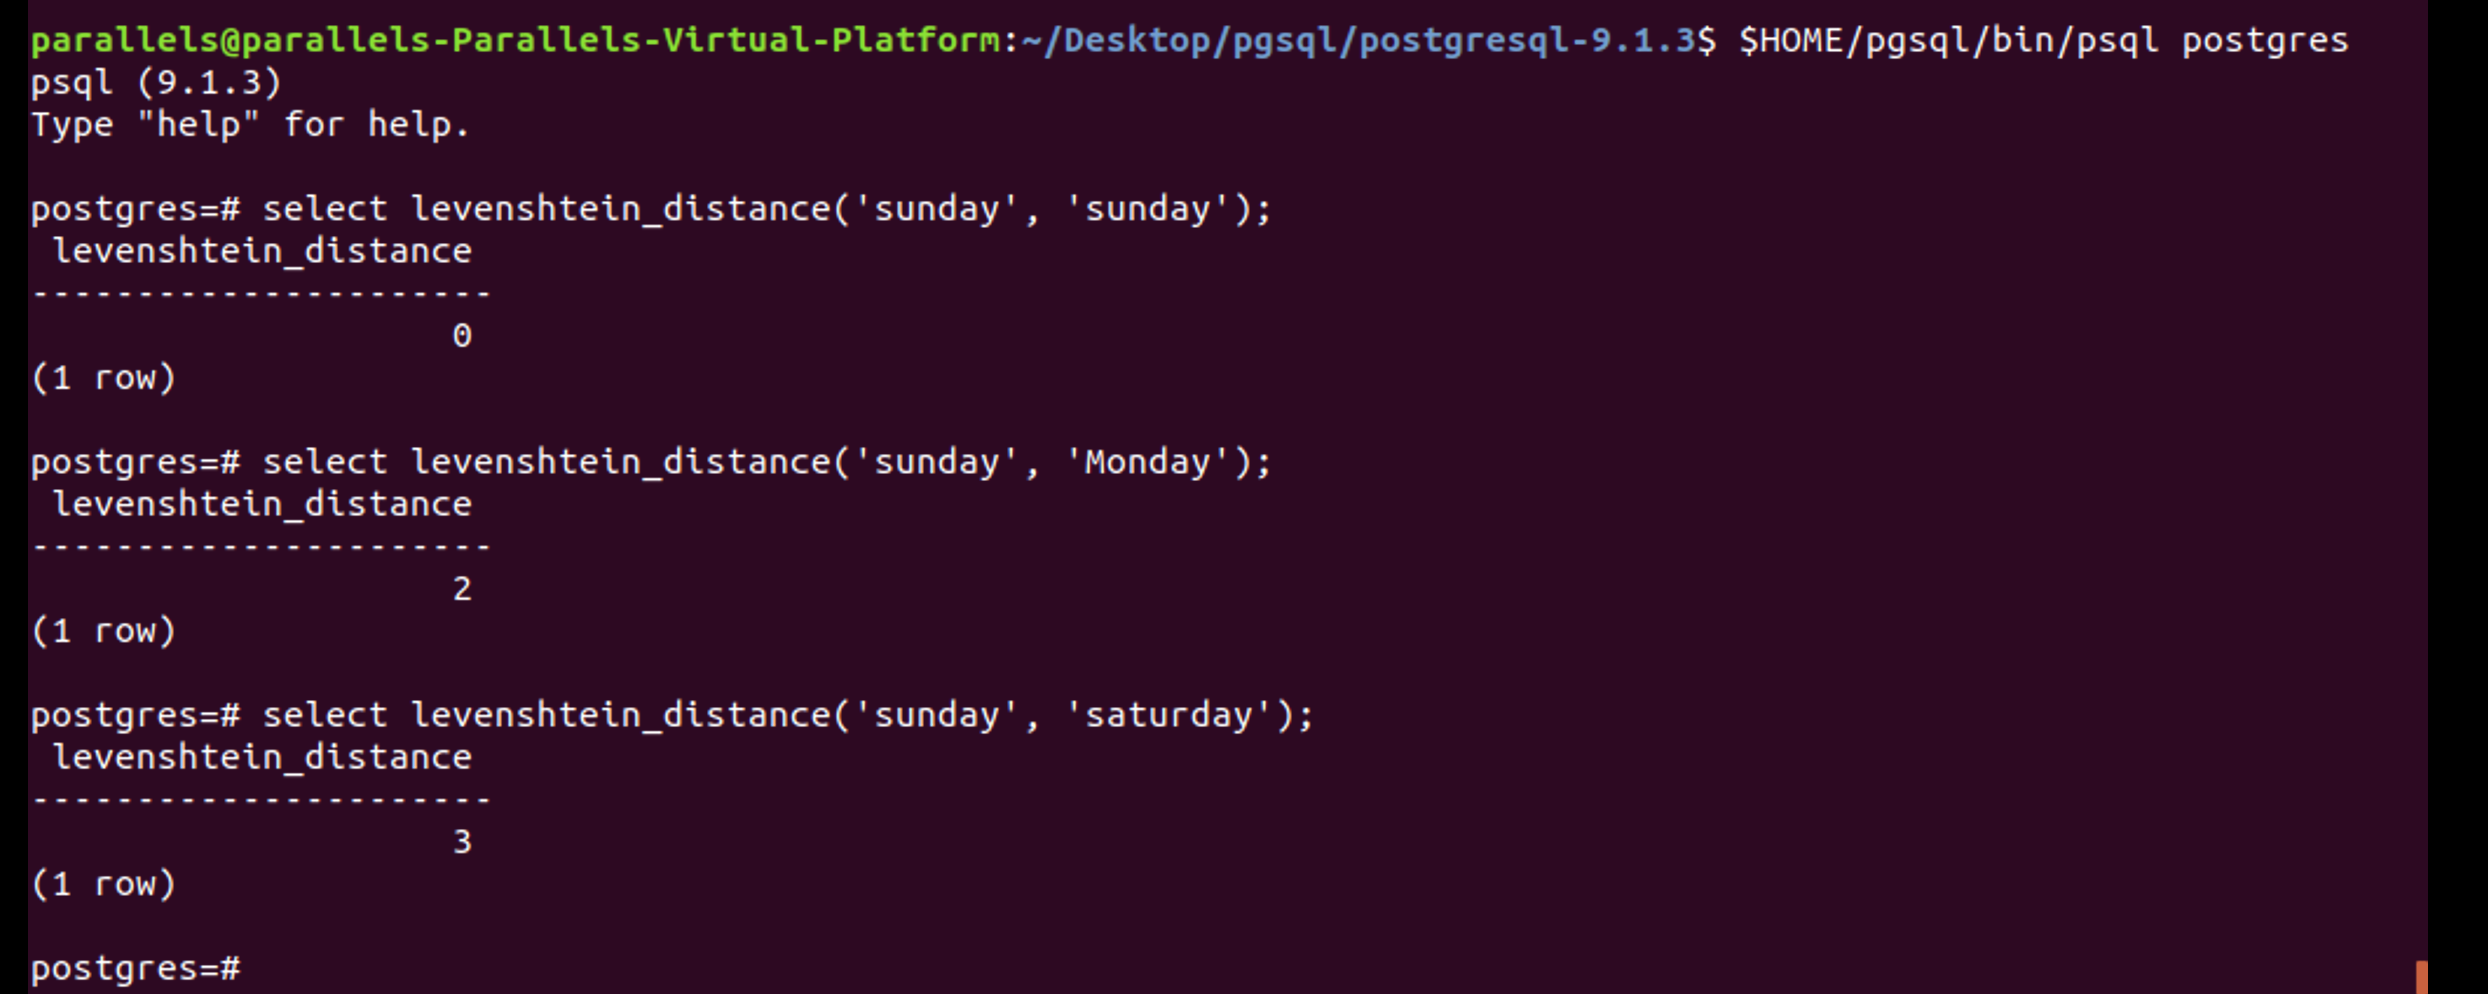 parallels@parallels-Parallels-Virtual-Platform:~/Desktop/pgsql/postgresql-9.1.3$ $HOME/pgsql/bin/psql postgres
psql (9.1.3)
Type "help" for help.
postgres=# select levenshtein_distance('sunday', 'sunday');
 levenshtein_distance
----------------------
                    0
(1 row)
postgres=# select levenshtein_distance('sunday', 'Monday');
 levenshtein_distance
----------------------
                    2
(1 row)
postgres=# select levenshtein_distance('sunday', 'saturday');
 levenshtein_distance
----------------------
                    3
(1 row)
postgres=#